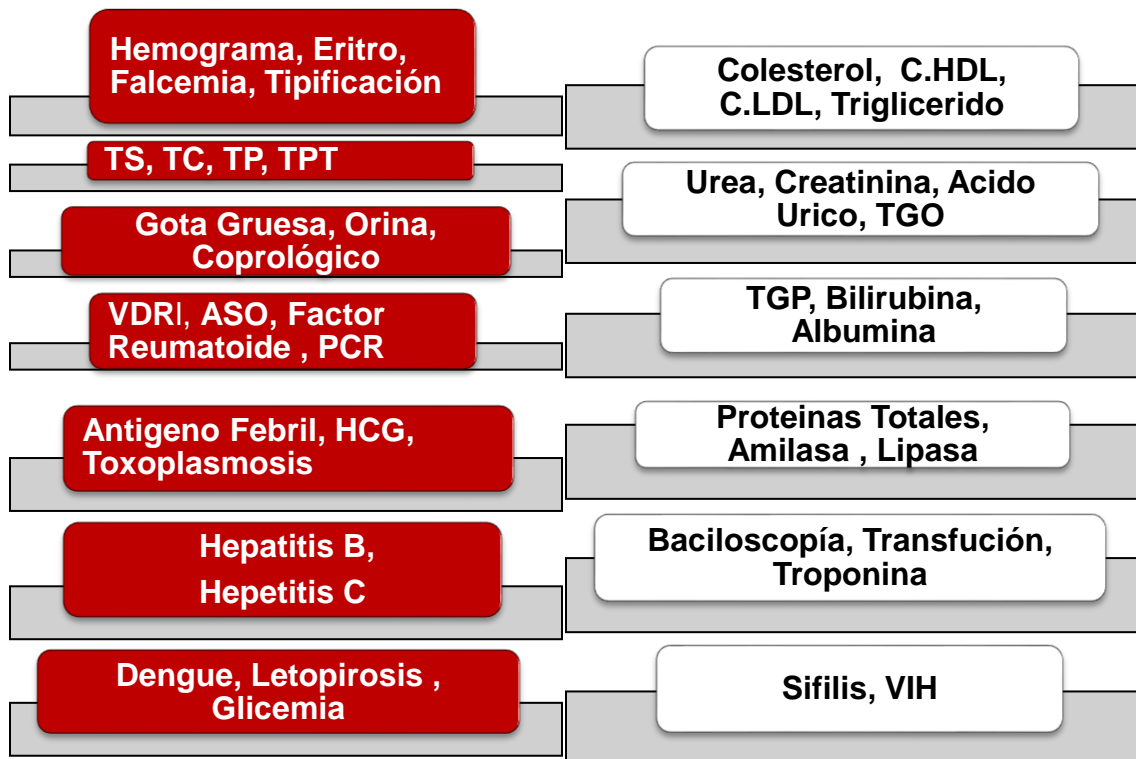 Hemograma, Eritro,
Falcemia, Tipificación
TS, TC, TP, TPT
Gota Gruesa, Orina,
Coprológico
VDRl, ASO, Factor
Reumatoide , PCR
Antigeno Febril, HCG,
Toxoplasmosis
Hepatitis B,
Hepetitis C
Dengue, Letopirosis ,
Glicemia
Colesterol, C.HDL,
C.LDL, Triglicerido
Urea, Creatinina, Acido
Urico, TGO
TGP, Bilirubina,
Albumina
Proteinas Totales,
Amilasa , Lipasa
Baciloscopía, Transfución,
Troponina
Sifilis, VIH